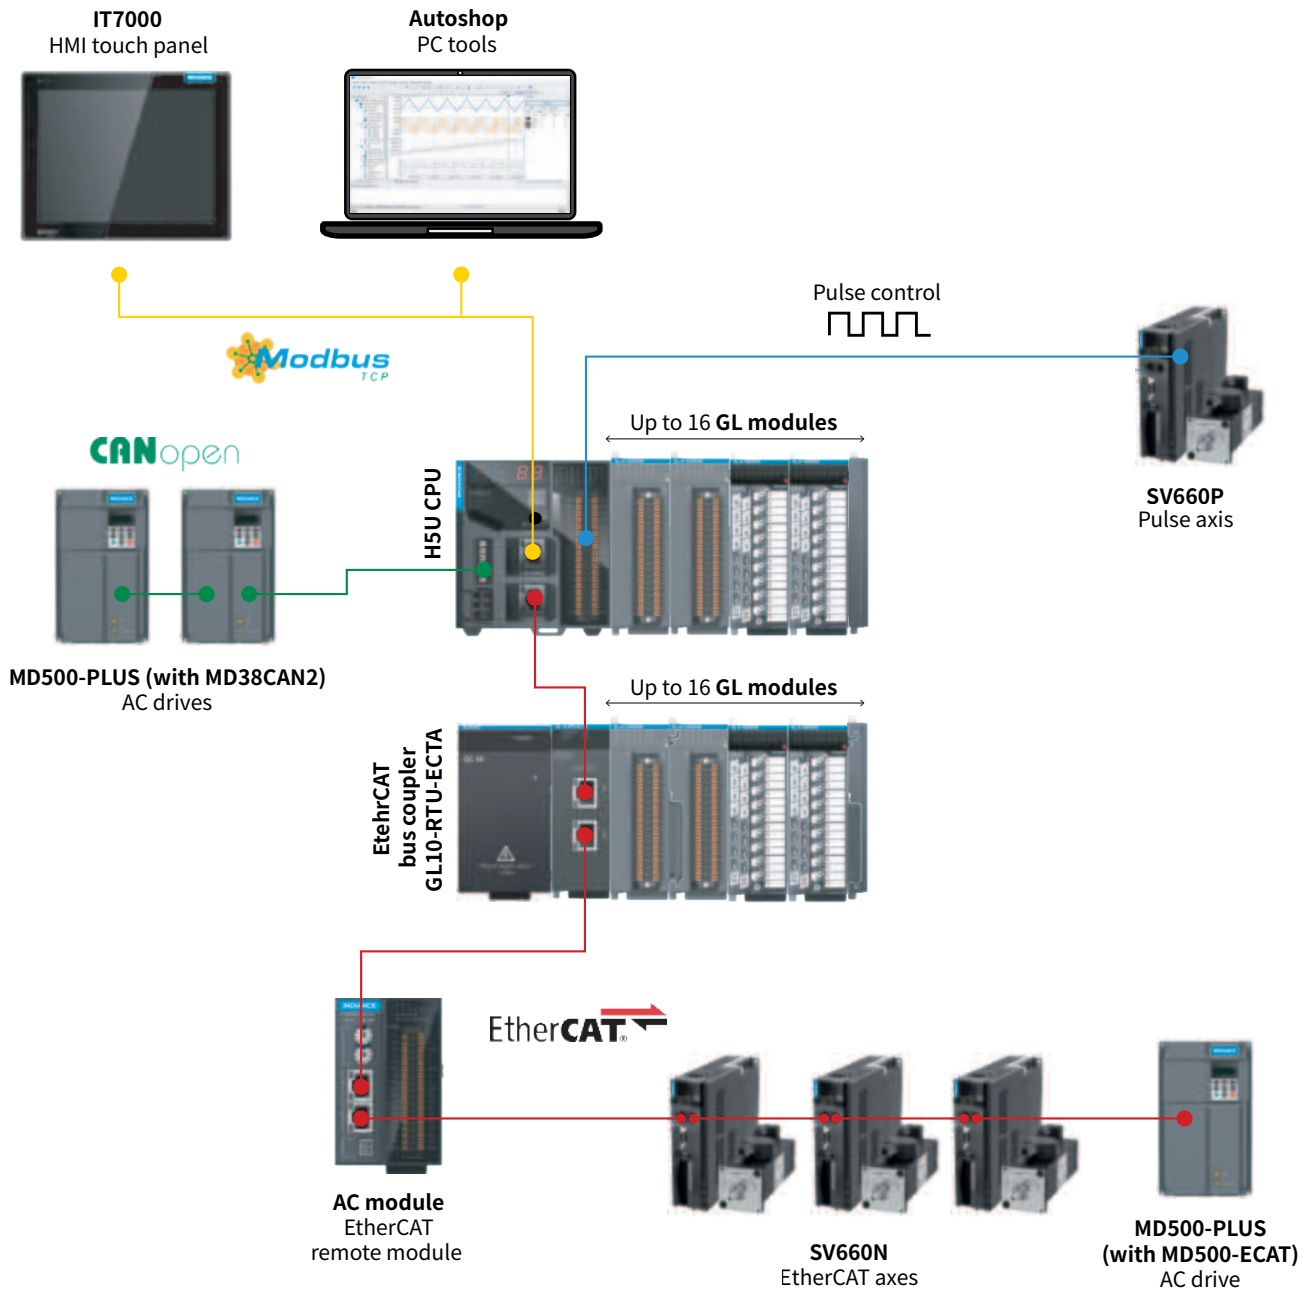 IT7000
HMI touch panel
Autoshop
PC tools
Modbus
TCP
Pulse control
CANopen
Up to 16 GL modules
H5U CPU
SV660P
Pulse axis
MD500-PLUS (with MD38CAN2)
AC drives
Up to 16 GL modules
EtehrCAT
bus coupler
GL10-RTU-ECTA
INOVANCE
EtherCAT®
AC module
EtherCAT
remote module
SV660N
EtherCAT axes
MD500-PLUS
(with MD500-ECAT)
AC drive